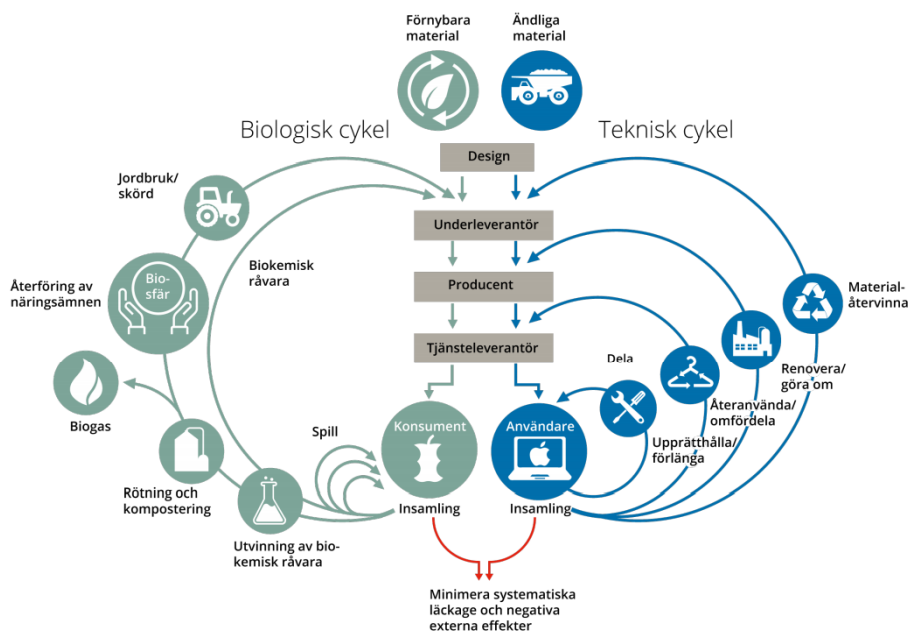 Förnybara
material
Ändliga
material
Biologisk cykel
Teknisk cykel
Design
Jordbruk/
skörd
Underleverantör
Biokemisk
råvara
Återföring av
näringsämnen
Bio-
sfär
Producent
Material-
återvinna
Tjänsteleverantör
Dela
Renovera/
göra om
Återanvända/
omfördela
Biogas
Spill
Konsument
Användare
Upprätthålla/
förlänga
Rötning och
kompostering
Insamling
Insamling
Utvinning av bio-
kemisk råvara
Minimera systematiska
läckage och negativa
externa effekter